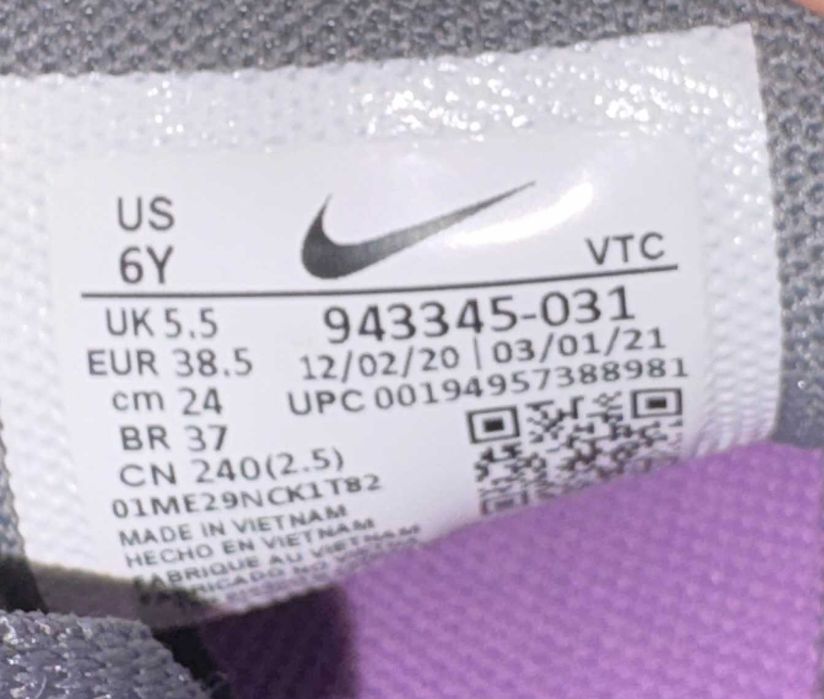 US
6Y
VTC
UK 5.5
943345-031
EUR 38.5
12/02/20 | 03/01/21
cm 24
UPC 00194957388981
BR 37
CN 240(2.5)
01ME29NCK1T82
MADE IN VIETNAM
HECHO EN VIETNAM
FABRIQUE AU VIETNAM